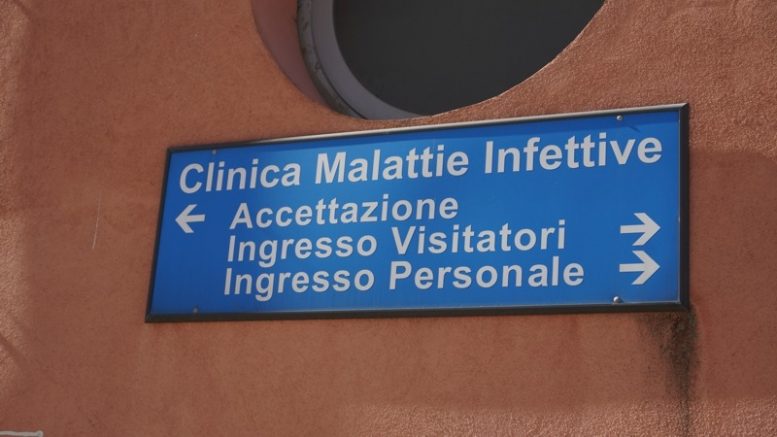 Clinica Malattie Infettive
← Accettazione
Ingresso Visitatori →
Ingresso Personale →